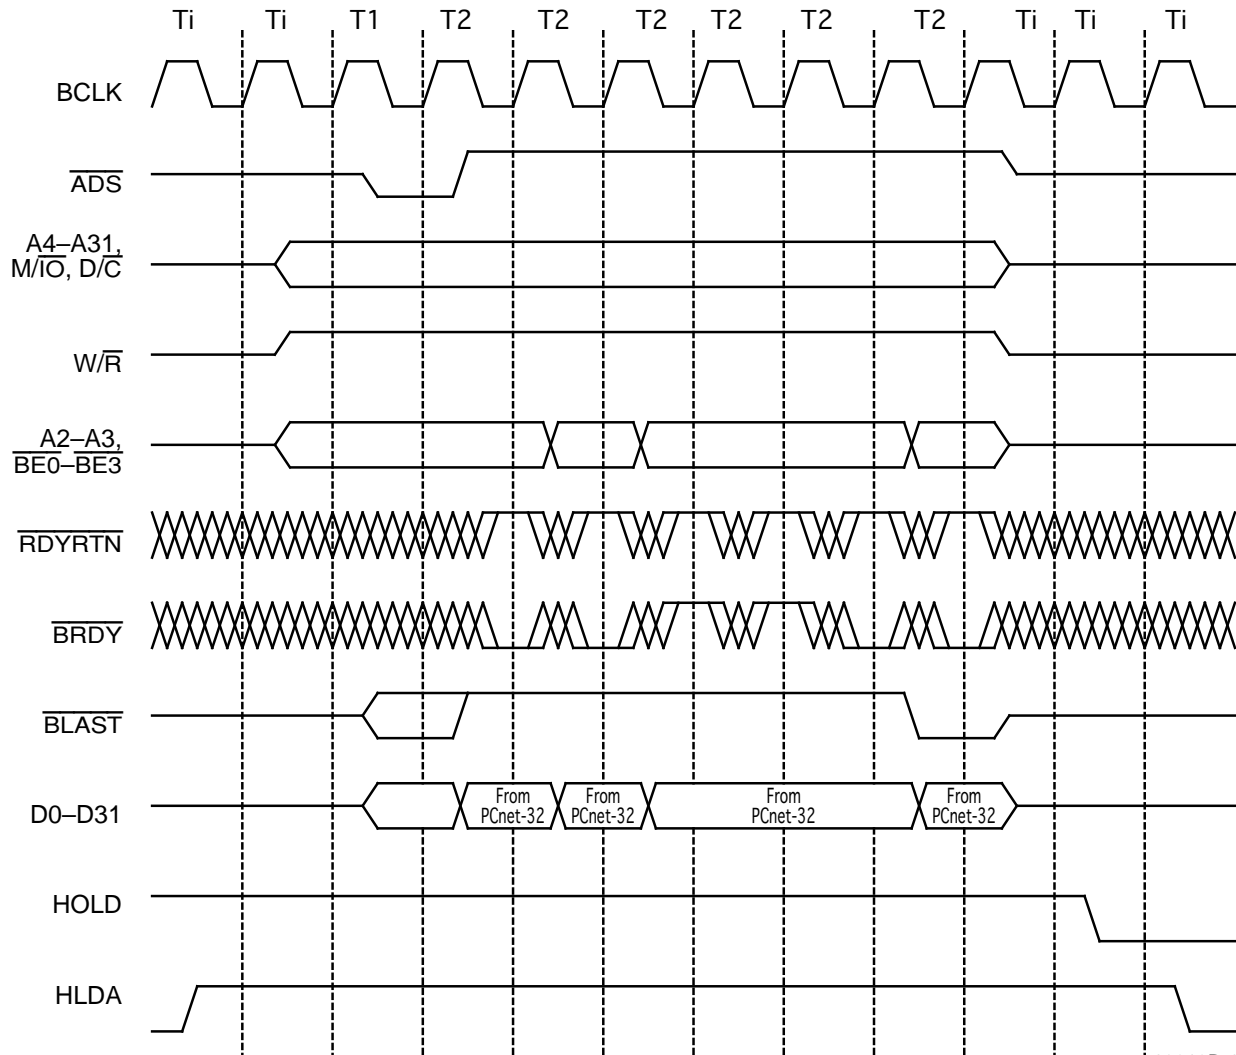 Ti Ti T1 T2 T2 T2 T2 T2 T2 Ti Ti Ti
BCLK
ADS
A4–A31,
M/IO, D/C
W/R
A2–A3,
BE0–BE3
RDYRTN
BRDY
BLAST
D0–D31
From
PCnet-32
From
PCnet-32
From
PCnet-32
From
PCnet-32
HOLD
HLDA